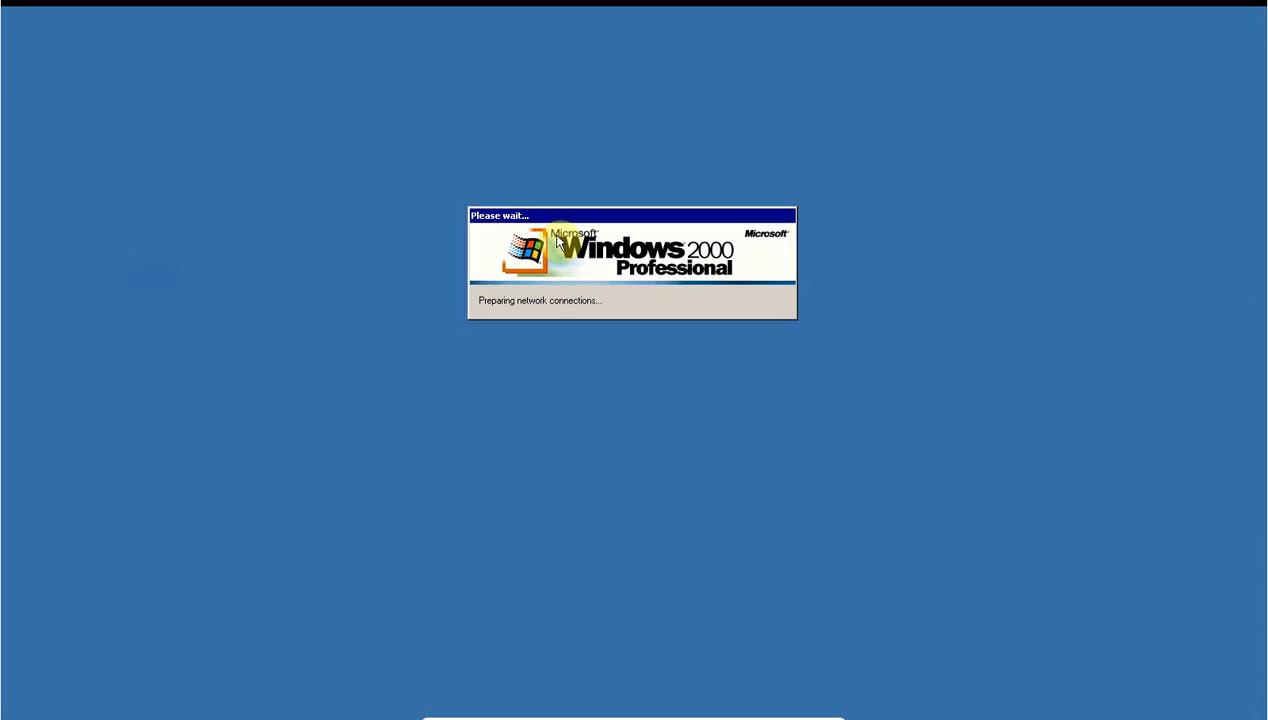 Please wait...
Microsoft
Windows 2000
Professional
Microsoft
Preparing network connections...